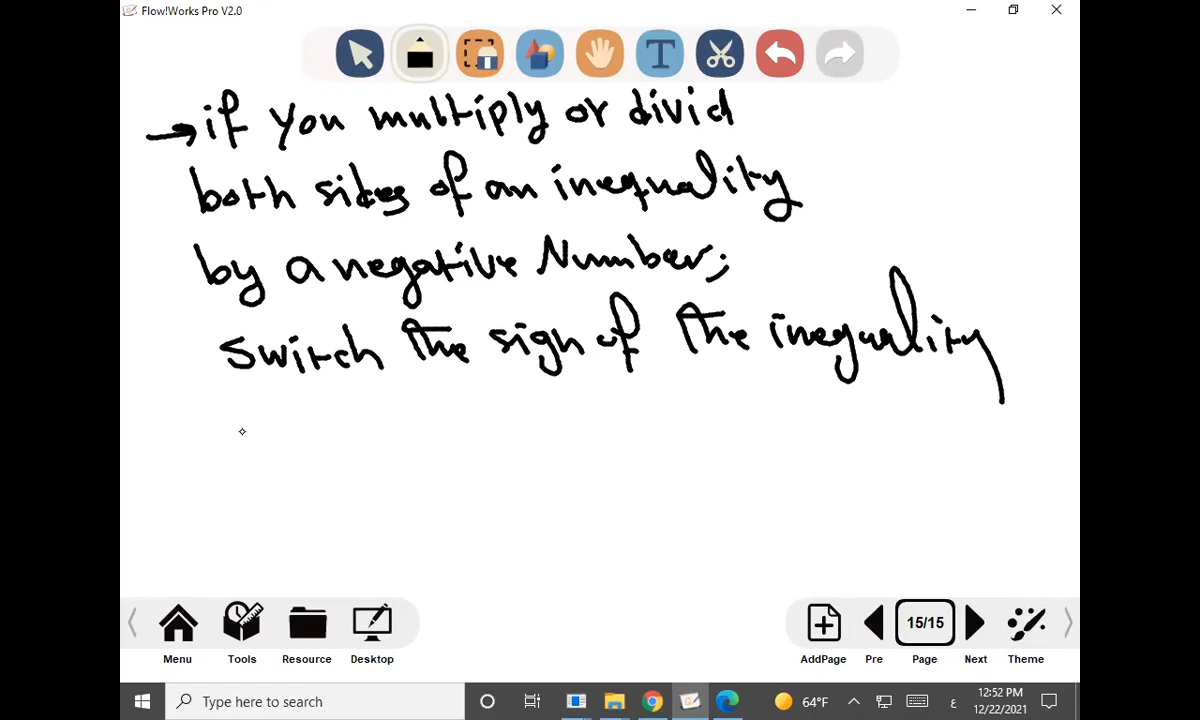 Flow!Works Pro V2.0
T
→ if you multiply or divid
both sides of an inequality
by a negative Number;
switch the sign of the inequality
15/15
Menu Tools Resource Desktop AddPage Pre Page Next Theme
Type here to search
64°F
ع
12:52 PM
12/22/2021